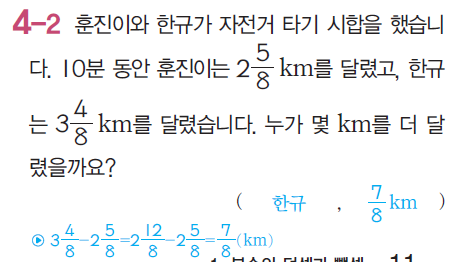 4-2 훈진이와 한규가 자전거 타기 시합을 했습니
다. 10분 동안 훈진이는 2 5/8 km를 달렸고, 한규
는 3 4/8 km를 달렸습니다. 누가 몇 km를 더 달
렸을까요?
( 한규 , 7/8 km )
3 4/8-2 5/8=2 12/8-2 5/8=7/8(km)